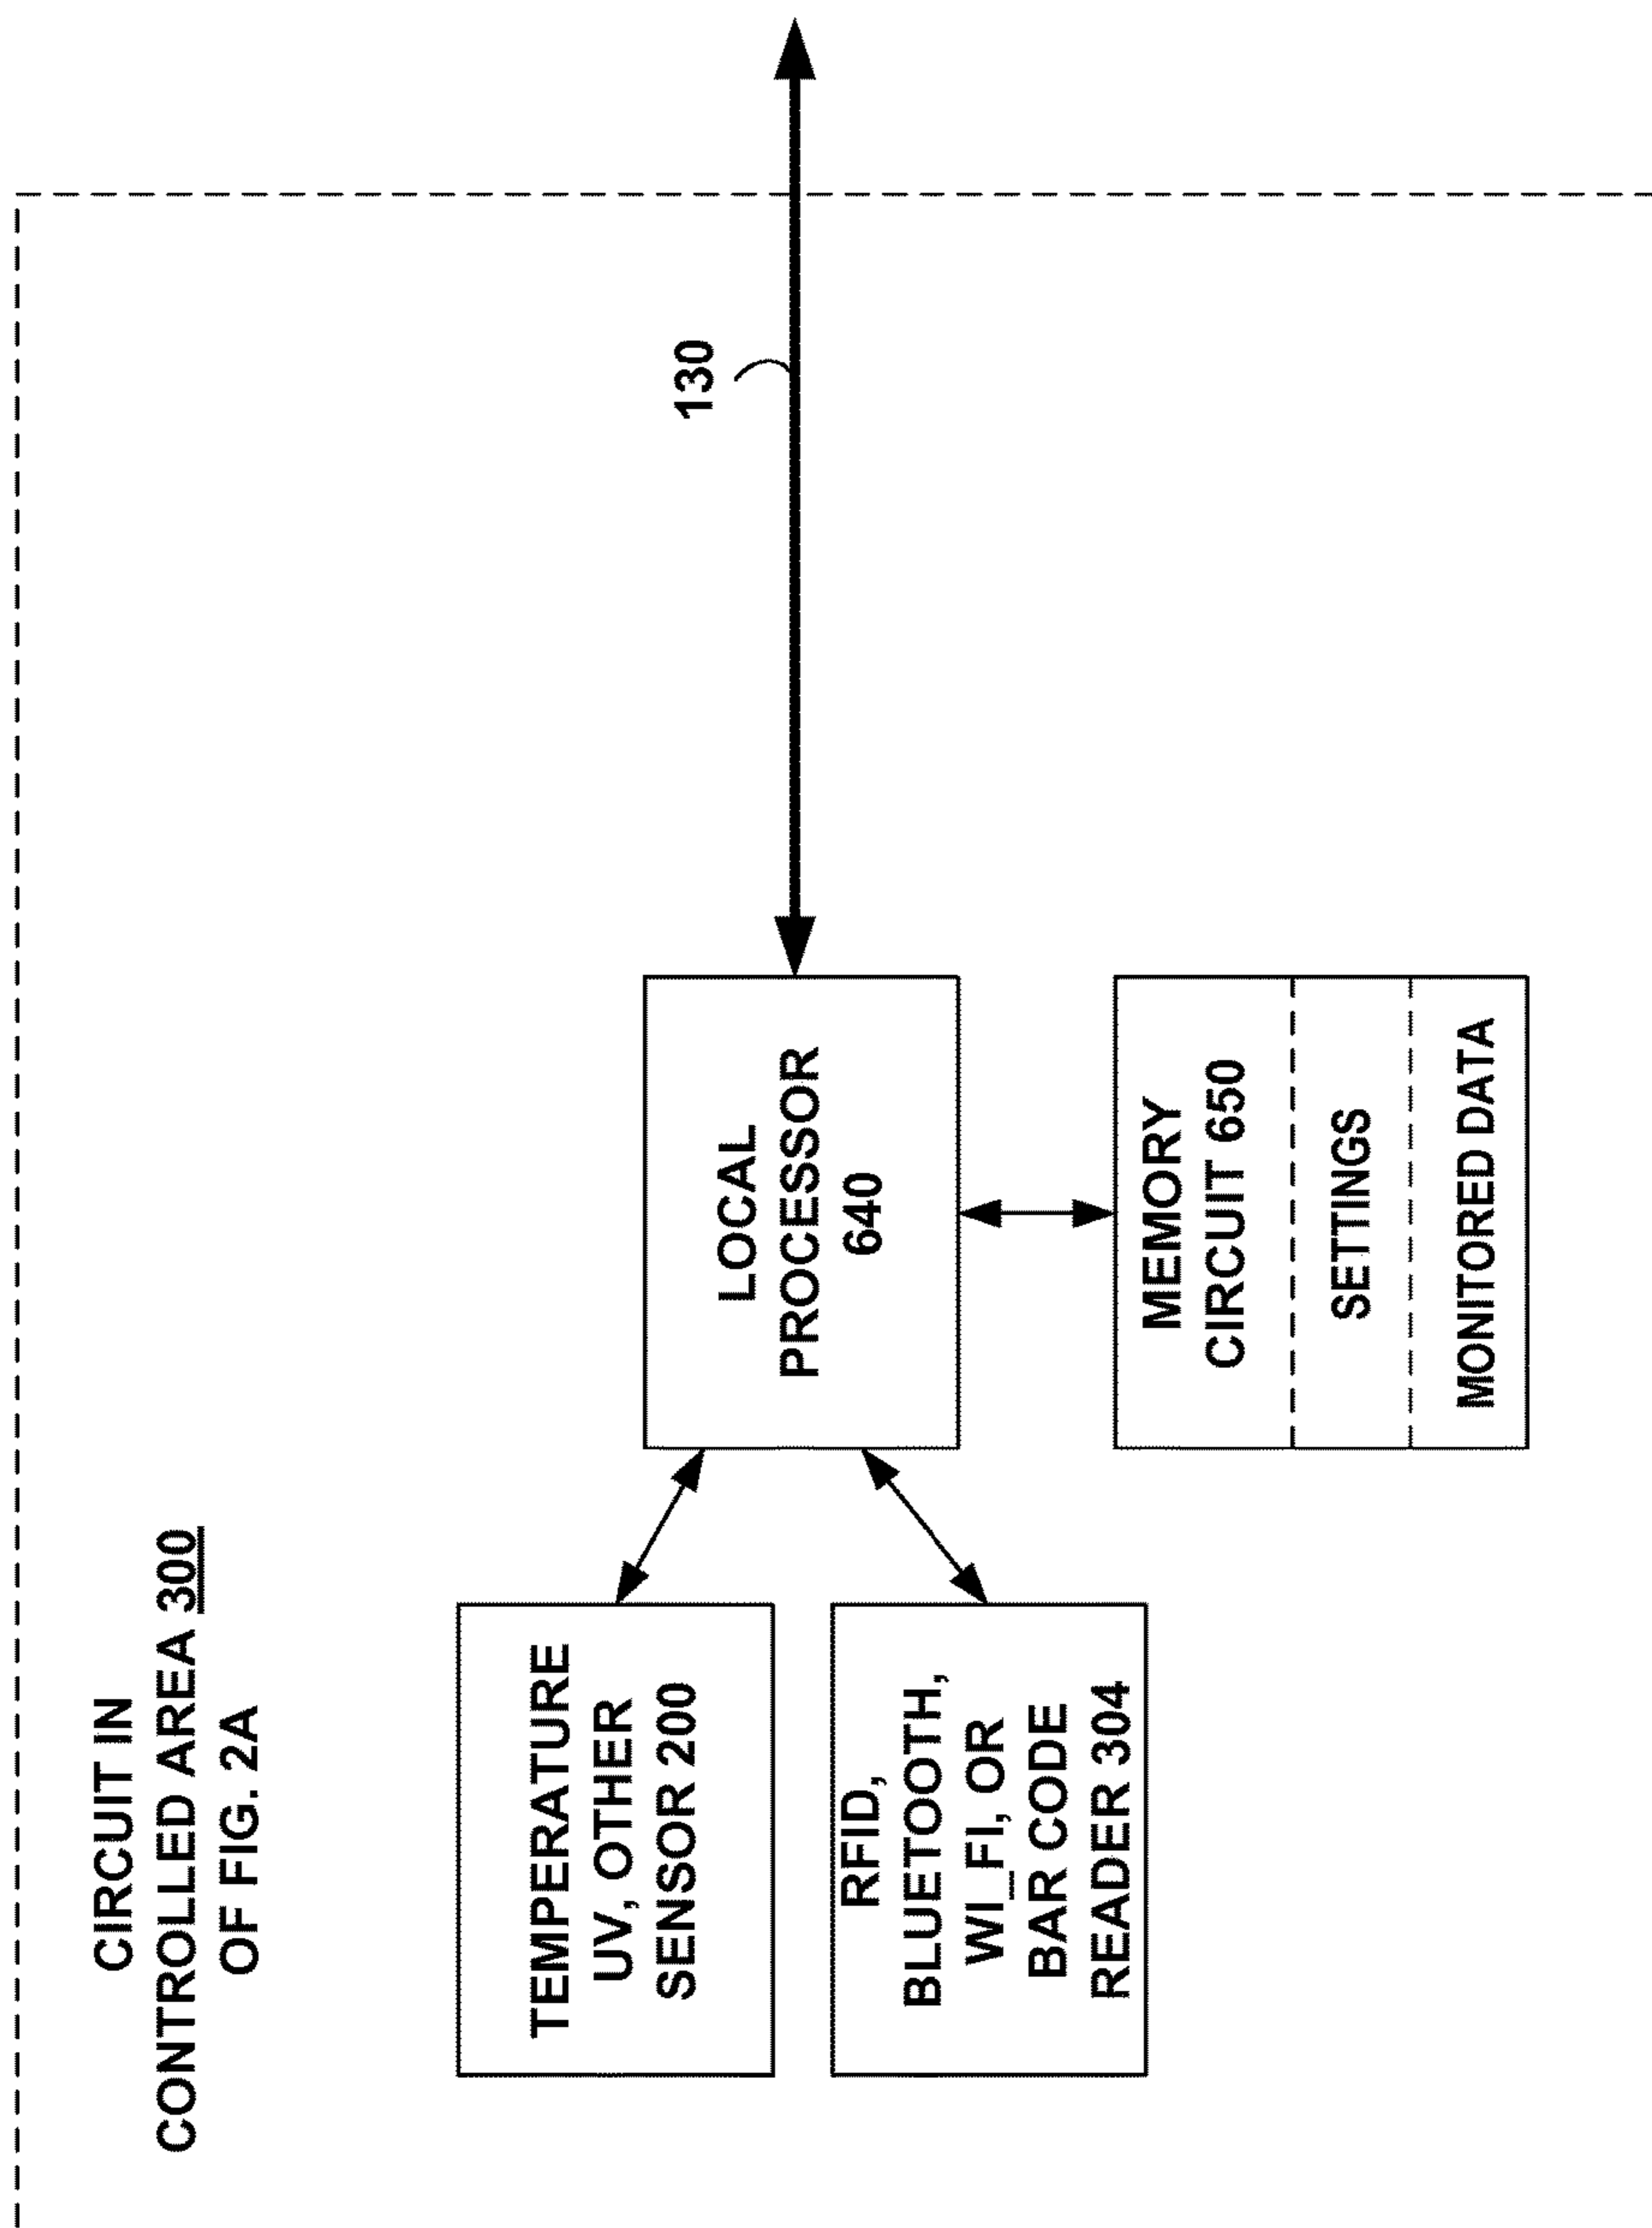 CIRCUIT IN
CONTROLLED AREA 300
OF FIG. 2A
TEMPERATURE
UV, OTHER
SENSOR 200
RFID,
BLUETOOTH,
WI_FI, OR
BAR CODE
READER 304
LOCAL
PROCESSOR
640
MEMORY
CIRCUIT 650
SETTINGS
MONITORED DATA
130